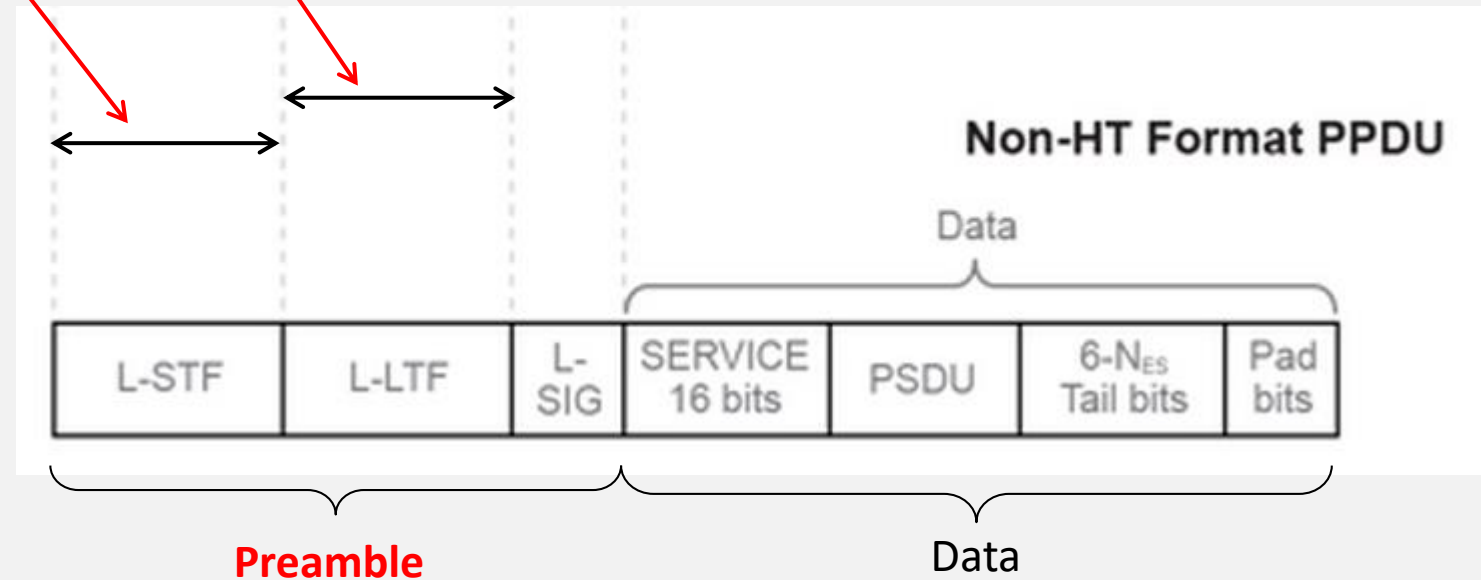 Non-HT Format PPDU
Data
L-STF
L-LTF
L-
SIG
SERVICE
16 bits
PSDU
6-N_ES
Tail bits
Pad
bits
Preamble
Data